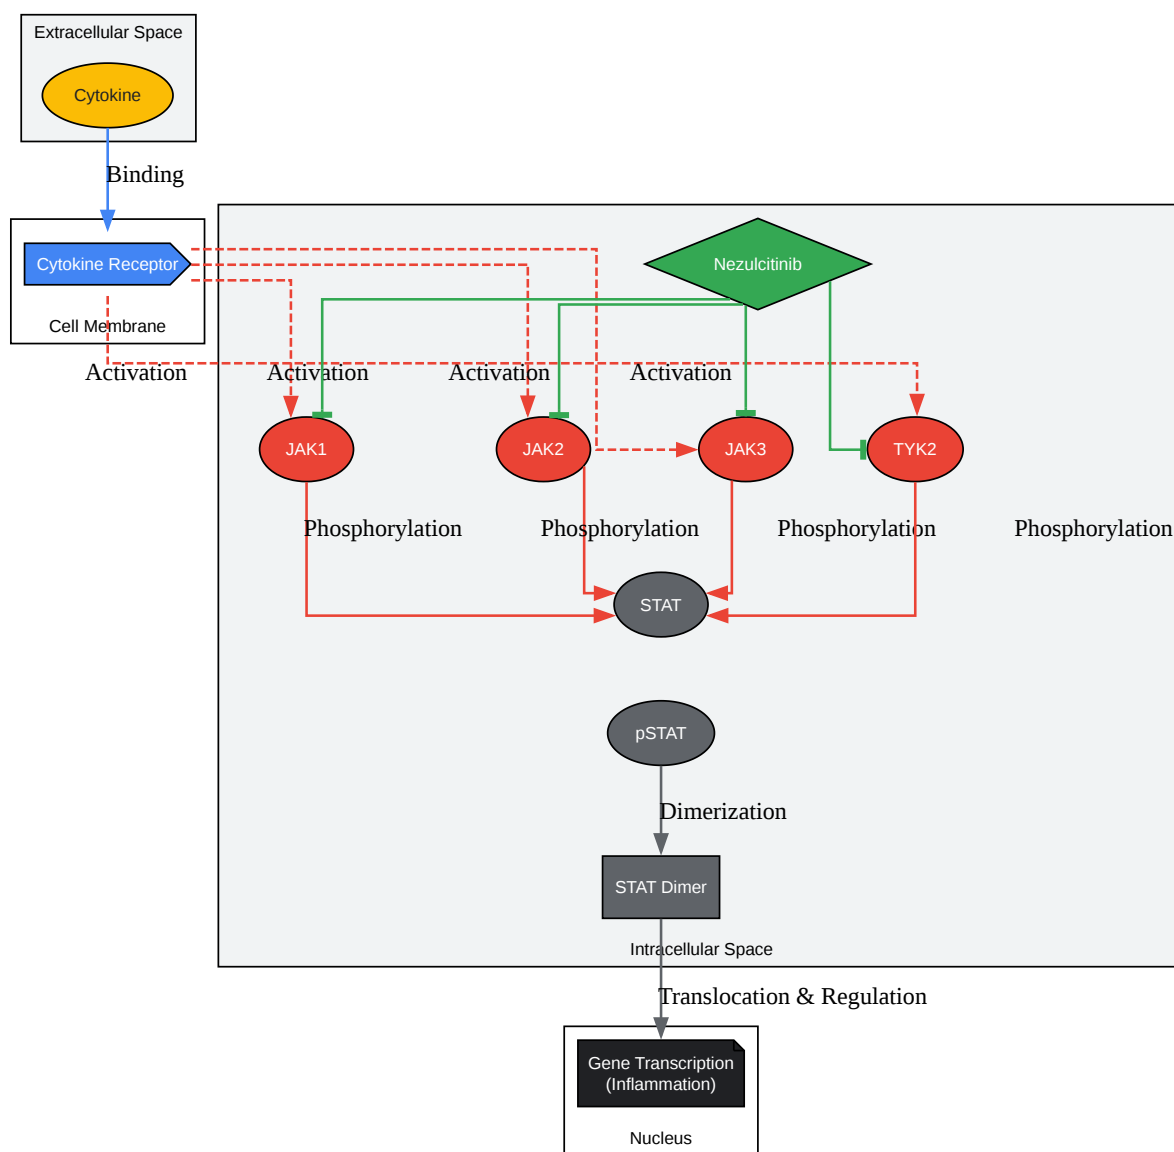 Extracellular Space
Cytokine
Binding
Cytokine Receptor
Nezulcitinib
Cell Membrane
Activation
Activation
Activation
Activation
JAK1
JAK2
JAK3
TYK2
Phosphorylation
Phosphorylation
Phosphorylation
Phosphorylation
STAT
pSTAT
Dimerization
STAT Dimer
Intracellular Space
Translocation & Regulation
Gene Transcription
(Inflammation)
Nucleus